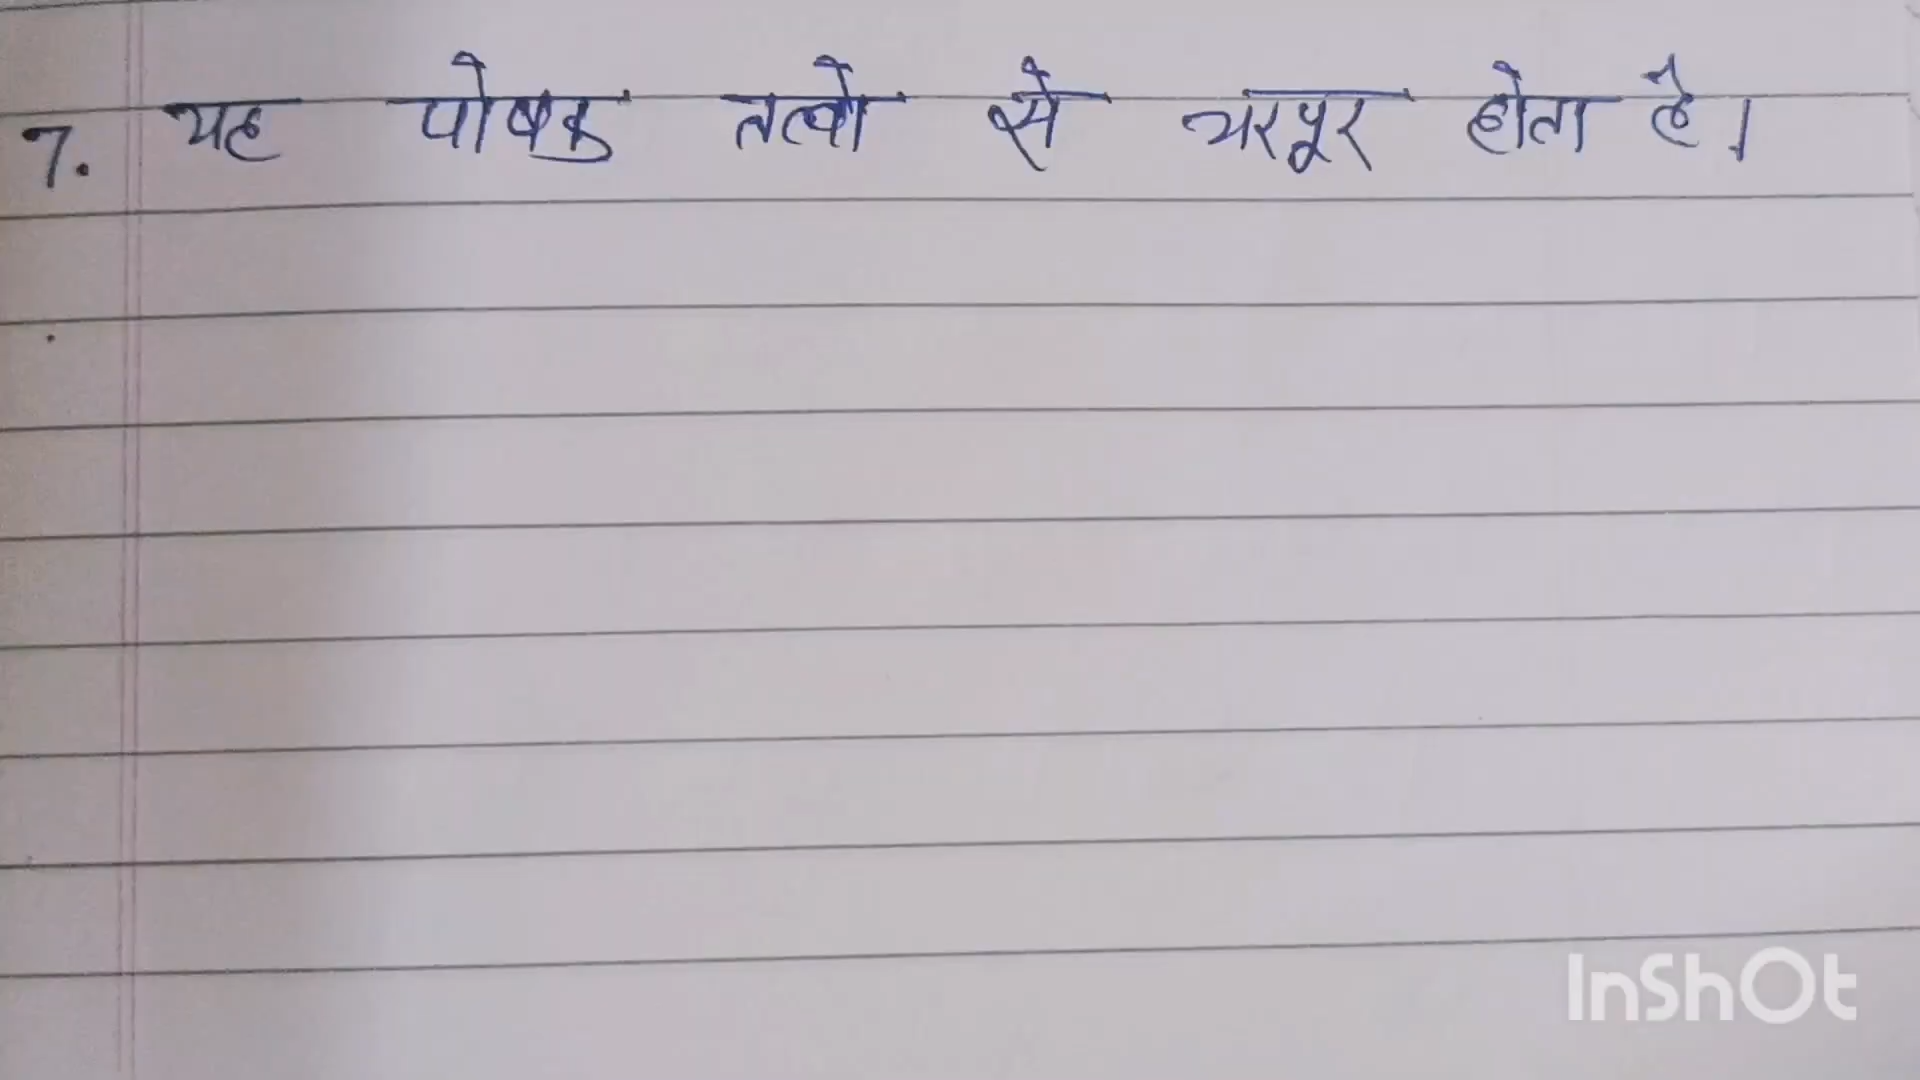 7. यह पोषक तत्वो से भरपूर होता है।
InShOt